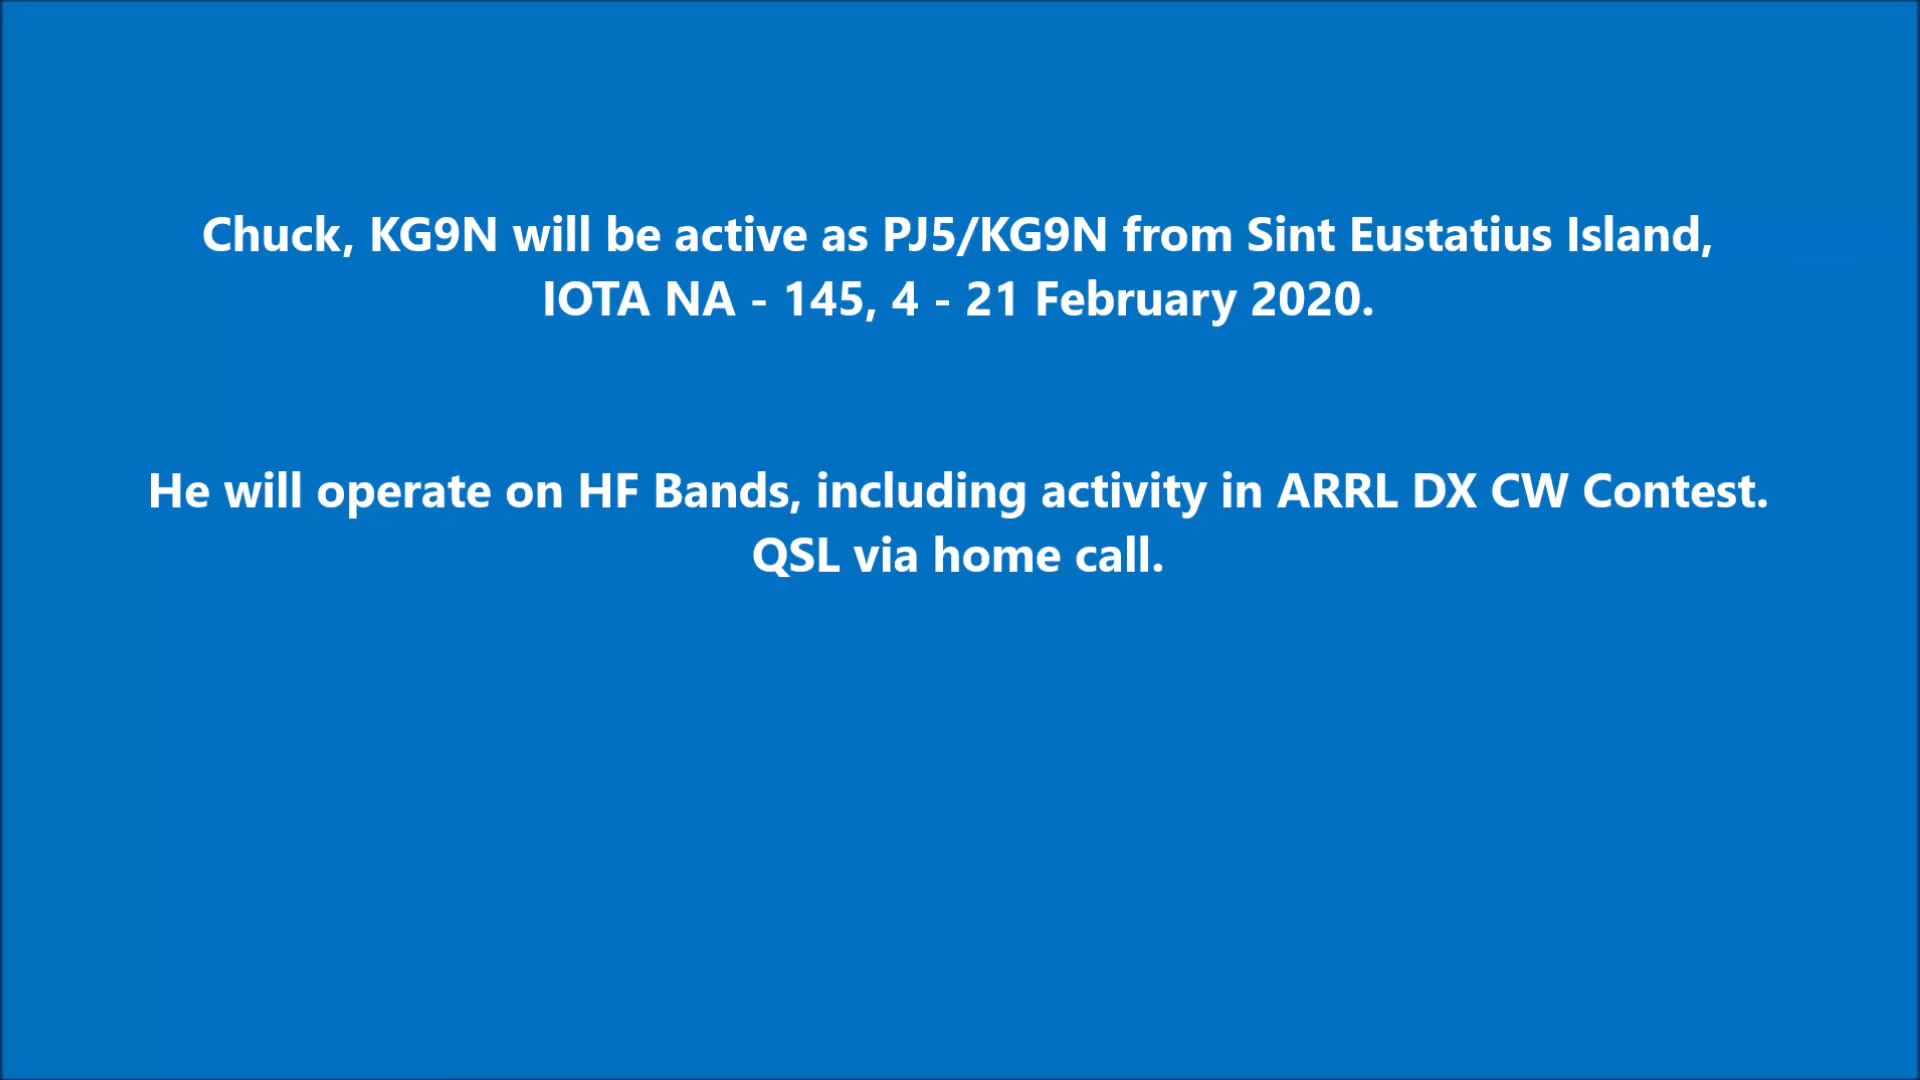 Chuck, KG9N will be active as PJ5/KG9N from Sint Eustatius Island,
IOTA NA - 145, 4 - 21 February 2020.
He will operate on HF Bands, including activity in ARRL DX CW Contest.
QSL via home call.